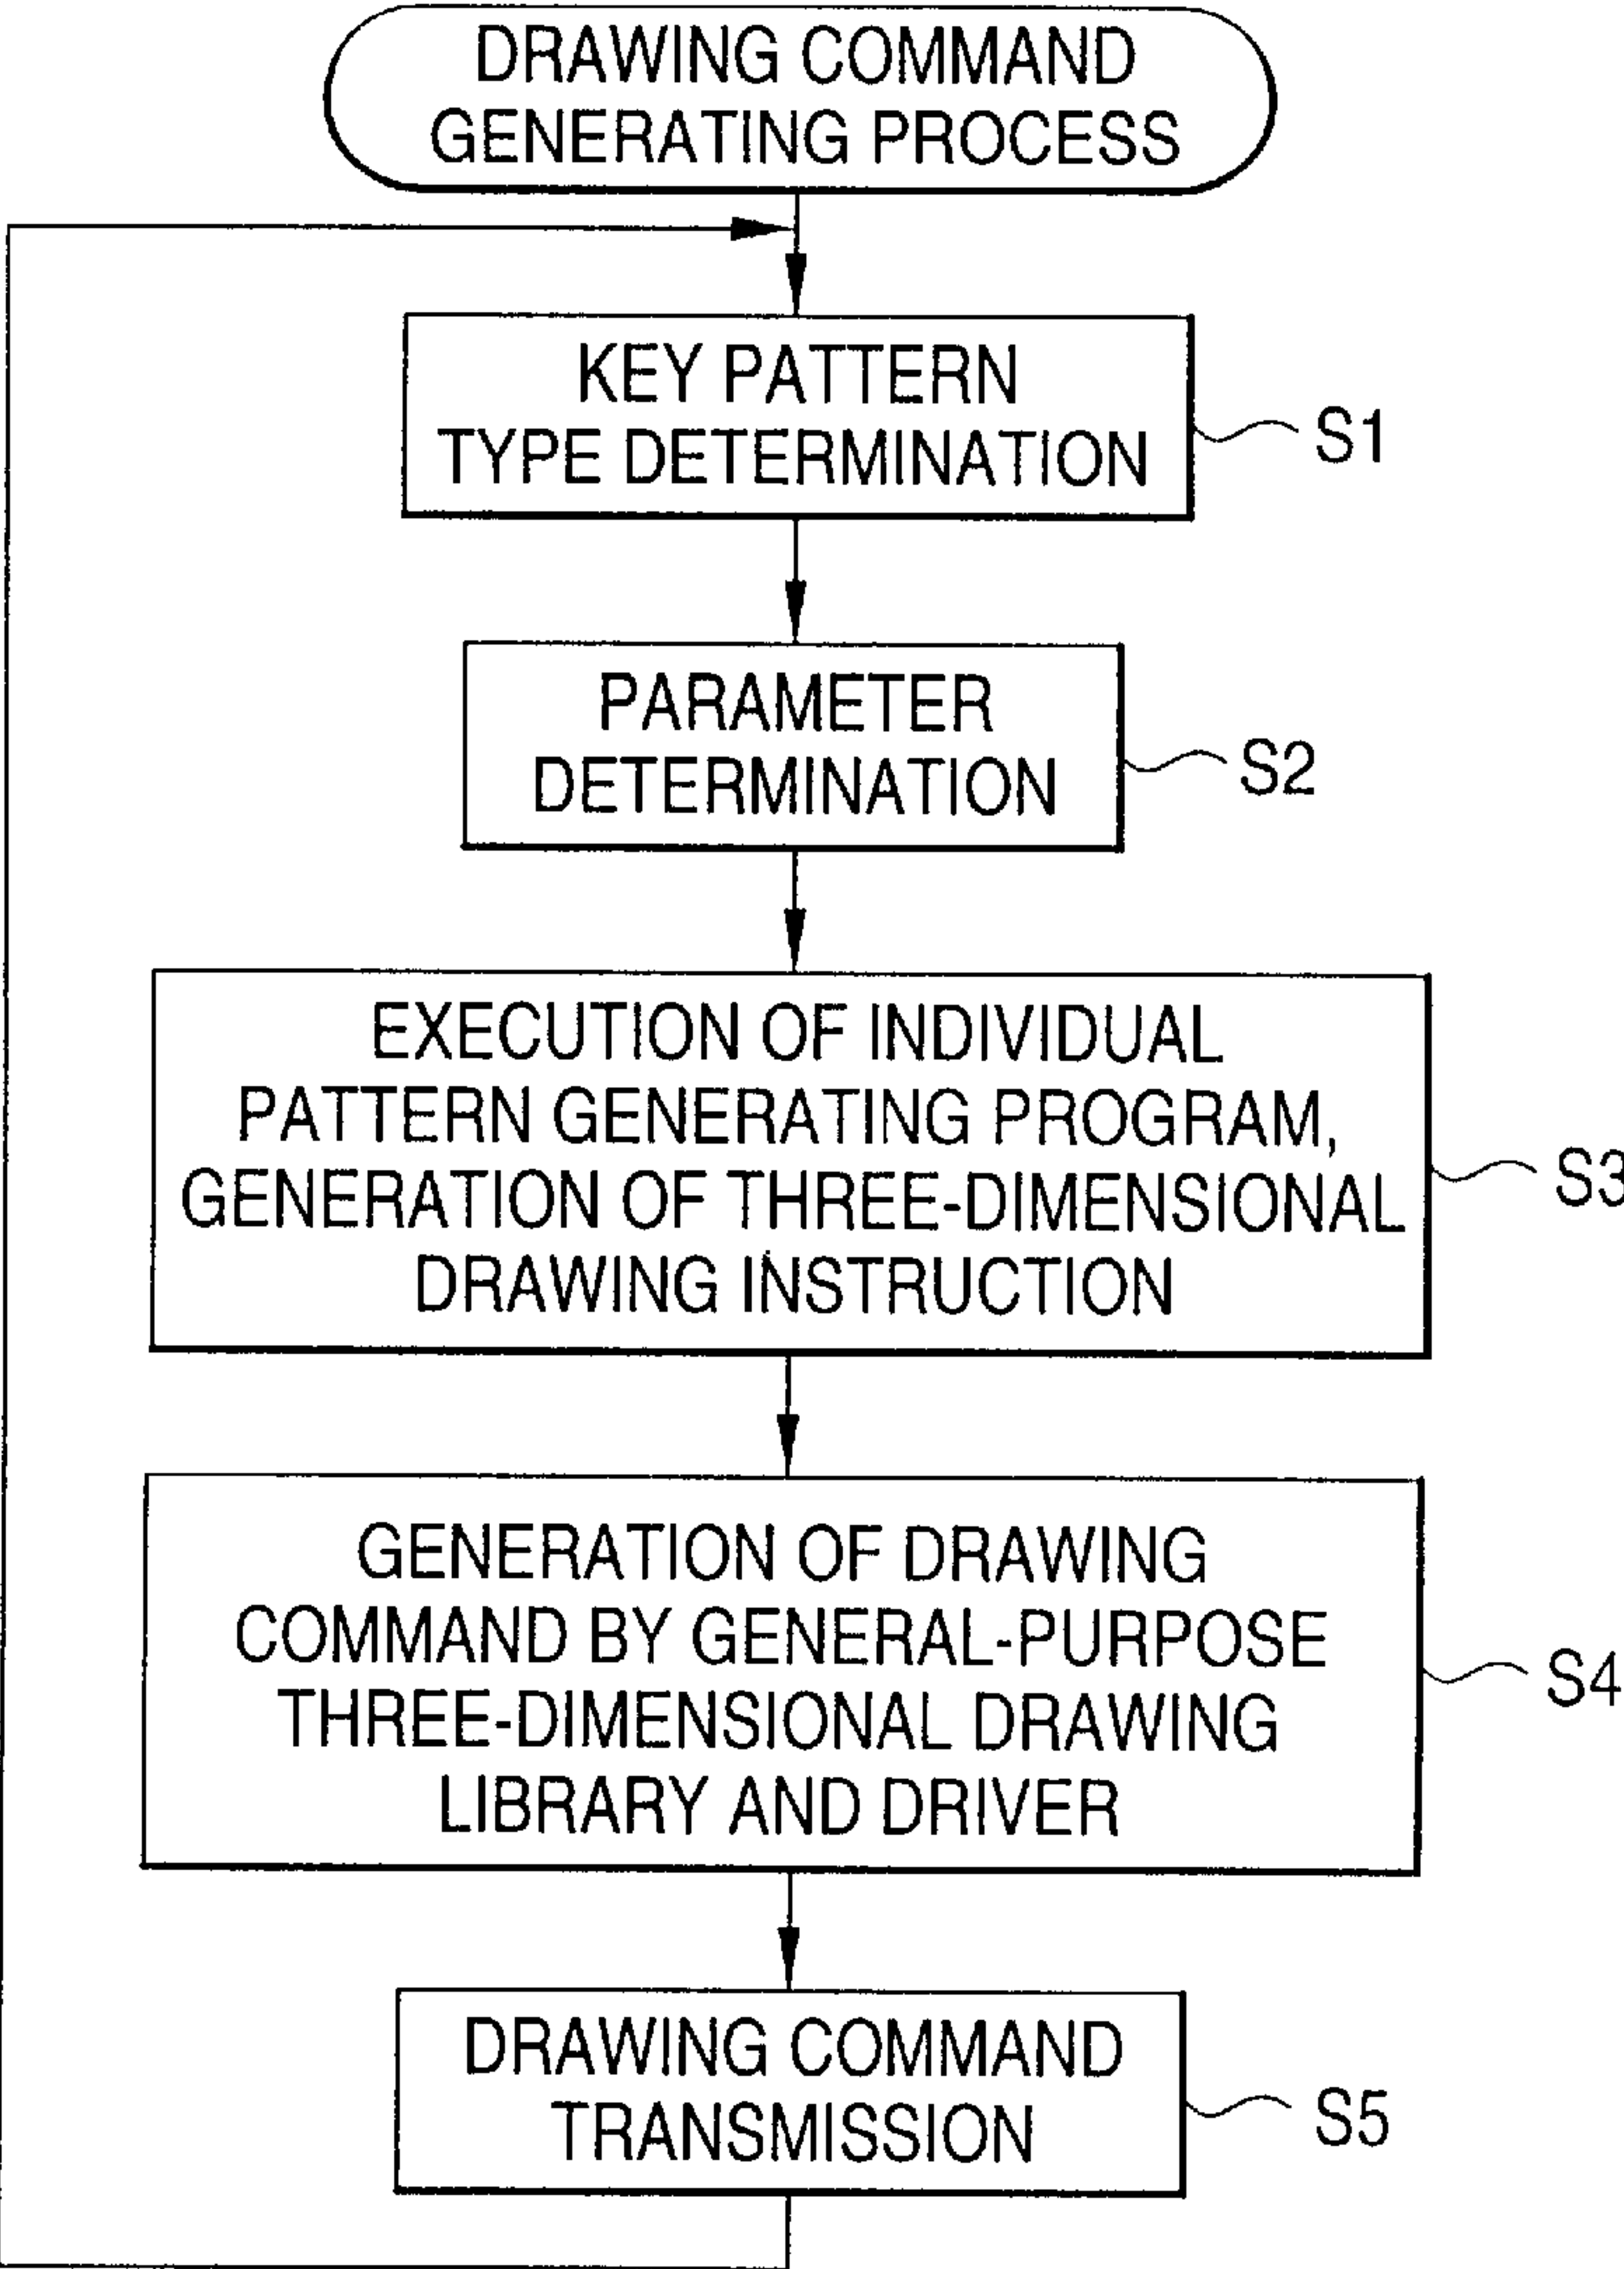 DRAWING COMMAND
GENERATING PROCESS
KEY PATTERN
TYPE DETERMINATION
S1
PARAMETER
DETERMINATION
S2
EXECUTION OF INDIVIDUAL
PATTERN GENERATING PROGRAM,
GENERATION OF THREE-DIMENSIONAL
DRAWING INSTRUCTION
S3
GENERATION OF DRAWING
COMMAND BY GENERAL-PURPOSE
THREE-DIMENSIONAL DRAWING
LIBRARY AND DRIVER
S4
DRAWING COMMAND
TRANSMISSION
S5